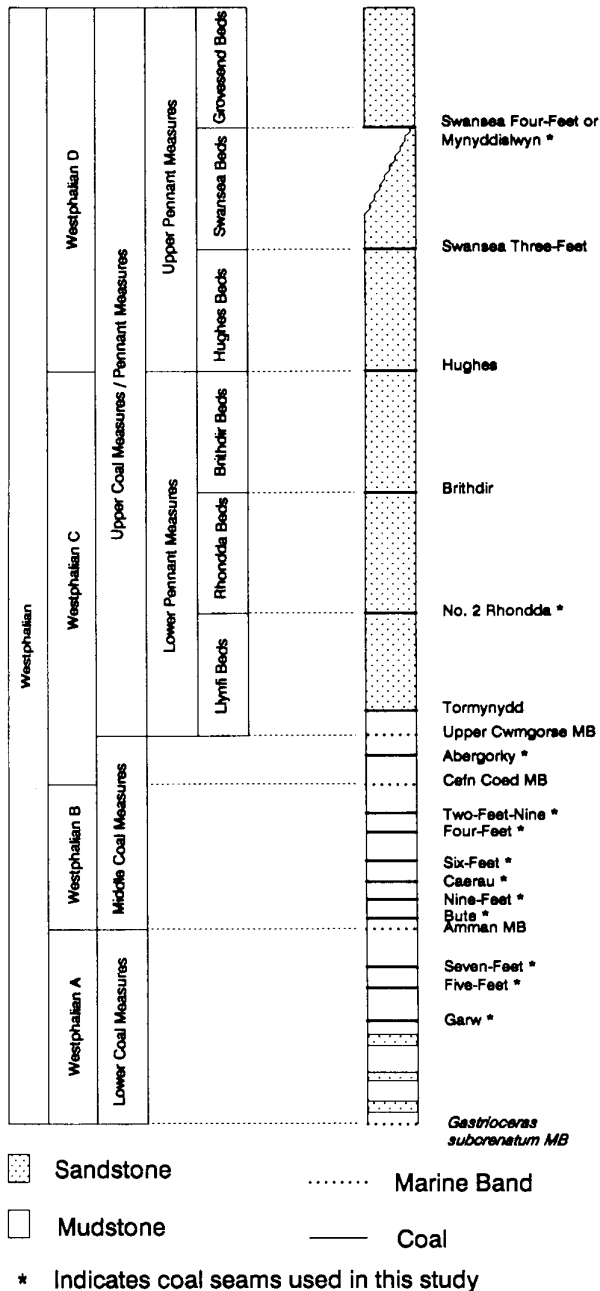 Westphalian
Westphalian D
Westphalian C
Westphalian B
Westphalian A
Upper Coal Measures / Pennant Measures
Middle Coal Measures
Lower Coal Measures
Upper Pennant Measures
Lower Pennant Measures
Grovesend Beds
Swansea Beds
Hughes Beds
Brithdir Beds
Rhondda Beds
Llynfi Beds
Swansea Four-Feet or
Mynyddislwyn *
Swansea Three-Feet
Hughes
Brithdir
No. 2 Rhondda *
Tormynydd
Upper Cwmgorse MB
Abergorky *
Cefn Coed MB
Two-Feet-Nine *
Four-Feet *
Six-Feet *
Caerau *
Nine-Feet *
Bute *
Amman MB
Seven-Feet *
Five-Feet *
Garw *
Gastrioceras
subcrenatum MB
Sandstone
Marine Band
Mudstone
Coal
* Indicates coal seams used in this study